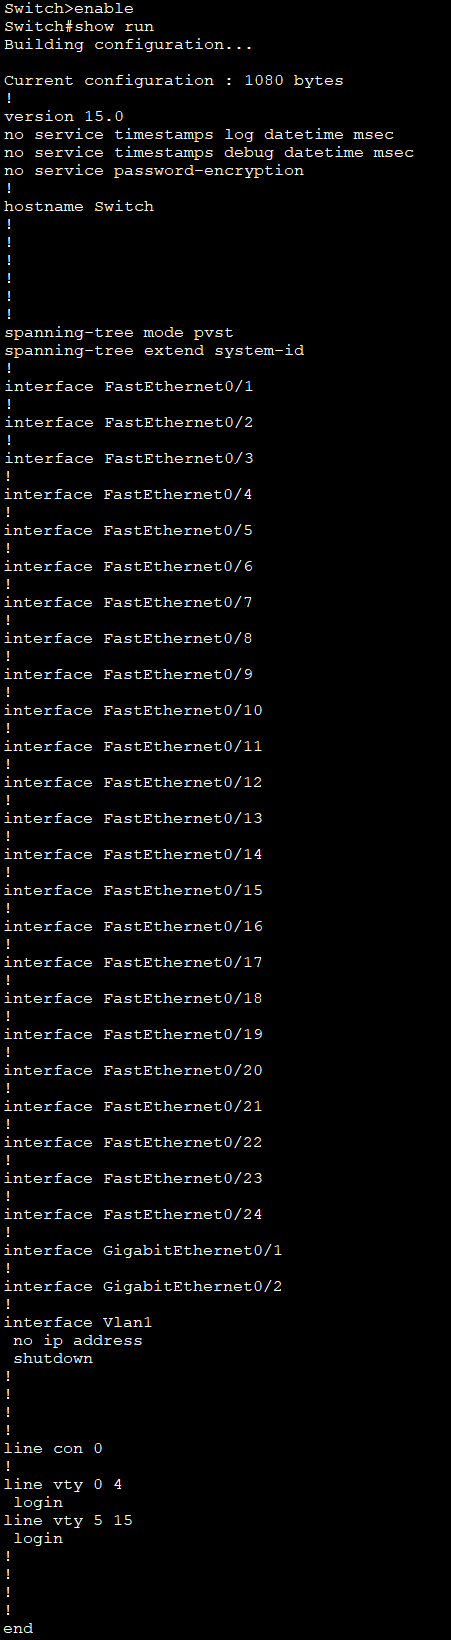 Switch>enable
Switch#show run
Building configuration...

Current configuration : 1080 bytes
!
version 15.0
no service timestamps log datetime msec
no service timestamps debug datetime msec
no service password-encryption
!
hostname Switch
!
!
!
!
!
!
spanning-tree mode pvst
spanning-tree extend system-id
!
interface FastEthernet0/1
!
interface FastEthernet0/2
!
interface FastEthernet0/3
!
interface FastEthernet0/4
!
interface FastEthernet0/5
!
interface FastEthernet0/6
!
interface FastEthernet0/7
!
interface FastEthernet0/8
!
interface FastEthernet0/9
!
interface FastEthernet0/10
!
interface FastEthernet0/11
!
interface FastEthernet0/12
!
interface FastEthernet0/13
!
interface FastEthernet0/14
!
interface FastEthernet0/15
!
interface FastEthernet0/16
!
interface FastEthernet0/17
!
interface FastEthernet0/18
!
interface FastEthernet0/19
!
interface FastEthernet0/20
!
interface FastEthernet0/21
!
interface FastEthernet0/22
!
interface FastEthernet0/23
!
interface FastEthernet0/24
!
interface GigabitEthernet0/1
!
interface GigabitEthernet0/2
!
interface Vlan1
 no ip address
 shutdown
!
!
!
!
line con 0
!
line vty 0 4
 login
line vty 5 15
 login
!
!
!
!
end